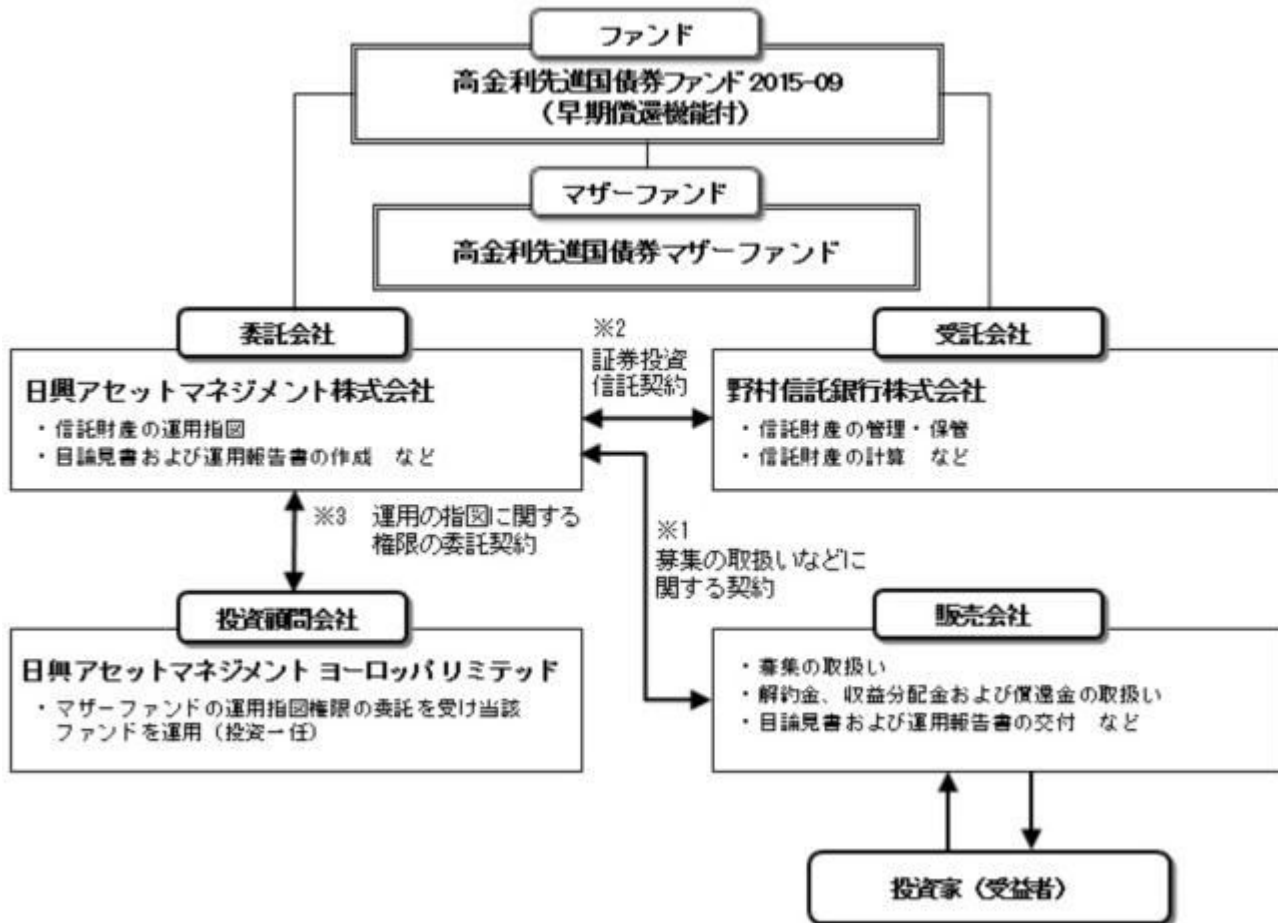 ファンド
高金利先進国債券ファンド2015-09
（早期償還機能付）
マザーファンド
高金利先進国債券マザーファンド
委託会社
日興アセットマネジメント株式会社
・信託財産の運用指図
・目論見書および運用報告書の作成　など
※2
証券投資
信託契約
受託会社
野村信託銀行株式会社
・信託財産の管理・保管
・信託財産の計算　など
※3　運用の指図に関する
権限の委託契約
※1
募集の取扱いなどに
関する契約
投資顧問会社
日興アセットマネジメント ヨーロッパ リミテッド
・マザーファンドの運用指図権限の委託を受け当該
ファンドを運用（投資一任）
販売会社
・募集の取扱い
・解約金、収益分配金および償還金の取扱い
・目論見書および運用報告書の交付　など
投資家（受益者）